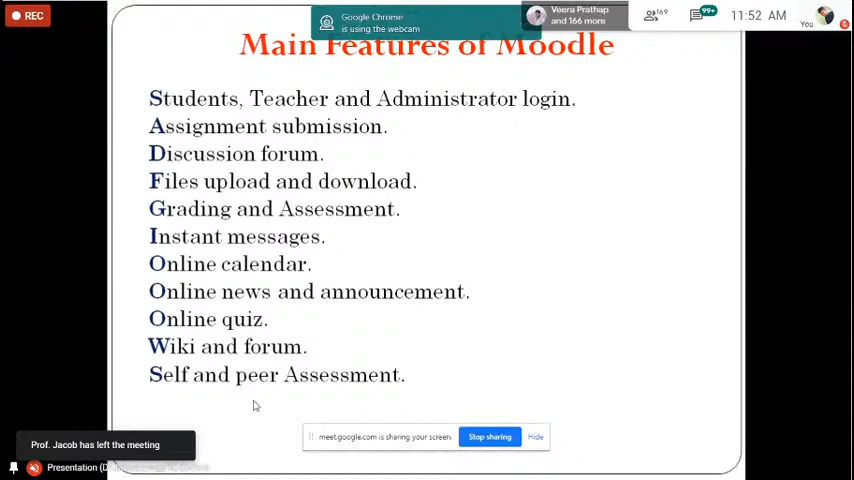 REC
Google Chrome
is using the webcam
Veera Prathap
and 166 more
169
99+
11:52 AM
You
Main Features of Moodle
Students, Teacher and Administrator login.
Assignment submission.
Discussion forum.
Files upload and download.
Grading and Assessment.
Instant messages.
Online calendar.
Online news and announcement.
Online quiz.
Wiki and forum.
Self and peer Assessment.
meet.google.com is sharing your screen.
Stop sharing
Hide
Prof. Jacob has left the meeting
Presentation